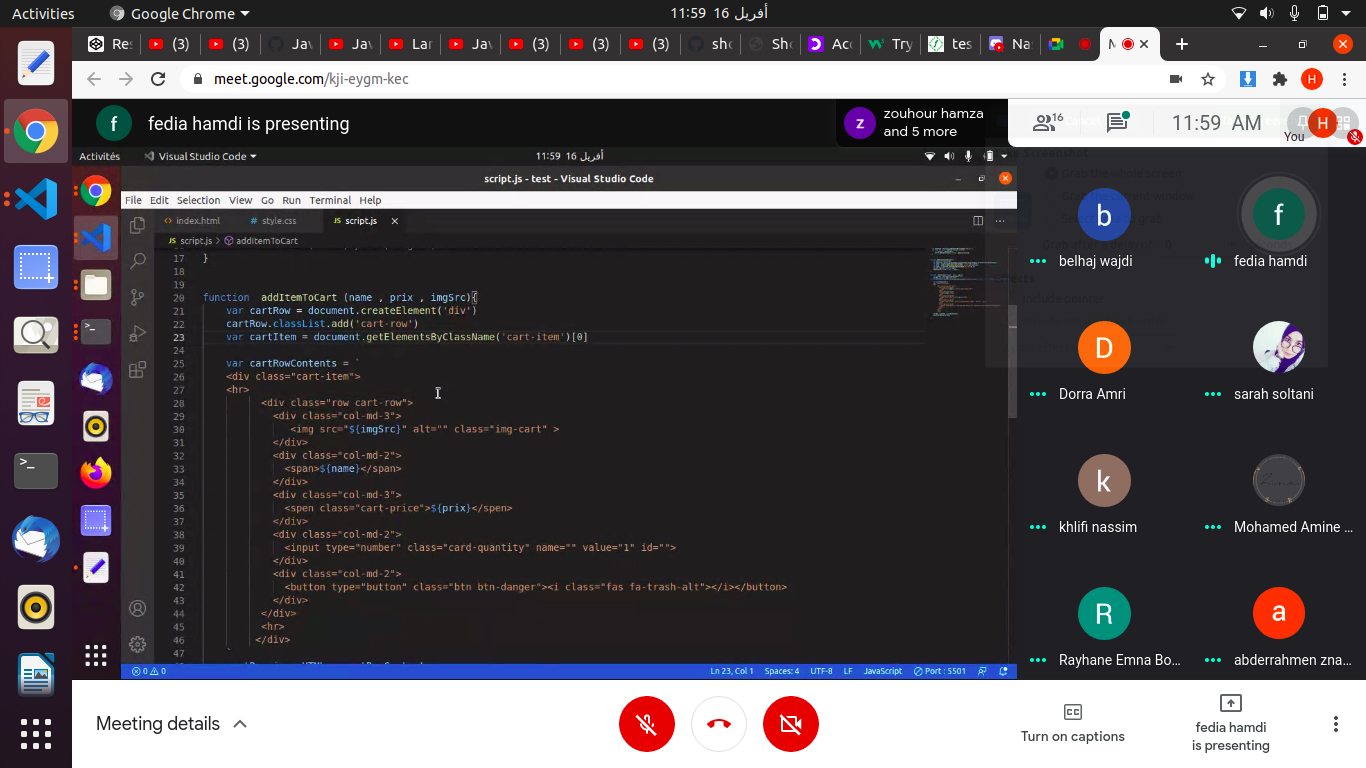 Activities
Google Chrome
11:59 16 أفريل
Res
(3)
(3)
Jav
Jav
Lar
Jav
(3)
(3)
(3)
sho
Sho
Acc
Try
tes
Na
M
meet.google.com/kji-eygm-kec
H
f
fedia hamdi is presenting
z
zouhour hamza
and 5 more
16
11:59 AM
H
You
Activités
Visual Studio Code
11:59 16 أفريل
script.js - test - Visual Studio Code
File Edit Selection View Go Run Terminal Help
index.html
style.css
JS script.js
JS script.js > addItemToCart
17 }
18
19
20 function addItemToCart (name , prix , imgSrc){
21 var cartRow = document.createElement('div')
22 cartRow.classList.add('cart-row')
23 var cartItem = document.getElementsByClassName('cart-item')[0]
24
25 var cartRowContents = `
26 <div class="cart-item">
27 <hr>
28 <div class="row cart-row">
29 <div class="col-md-3">
30 <img src="${imgSrc}" alt="" class="img-cart" >
31 </div>
32 <div class="col-md-2">
33 <span>${name}</span>
34 </div>
35 <div class="col-md-3">
36 <spen class="cart-price">${prix}</spen>
37 </div>
38 <div class="col-md-2">
39 <input type="number" class="card-quantity" name="" value="1" id="">
40 </div>
41 <div class="col-md-2">
42 <button type="button" class="btn btn-danger"><i class="fas fa-trash-alt"></i></button>
43 </div>
44 </div>
45 <hr>
46 </div>
47 `
0 0
Ln 23, Col 1
Spaces: 4
UTF-8
LF
JavaScript
Port : 5501
Screenshot
Grab the whole screen
b
belhaj wajdi
f
fedia hamdi
D
Dorra Amri
sarah soltani
k
khlifi nassim
Mohamed Amine ...
R
Rayhane Emna Bo...
a
abderrahmen zna...
Meeting details
CC
Turn on captions
fedia hamdi
is presenting